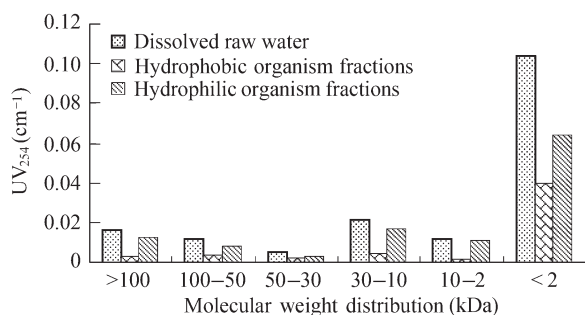 0.12
0.10
0.08
0.06
0.04
0.02
0
UV₂₅₄ (cm⁻¹)
Dissolved raw water
Hydrophobic organism fractions
Hydrophilic organism fractions
>100 100–50 50–30 30–10 10–2 <2
Molecular weight distribution (kDa)